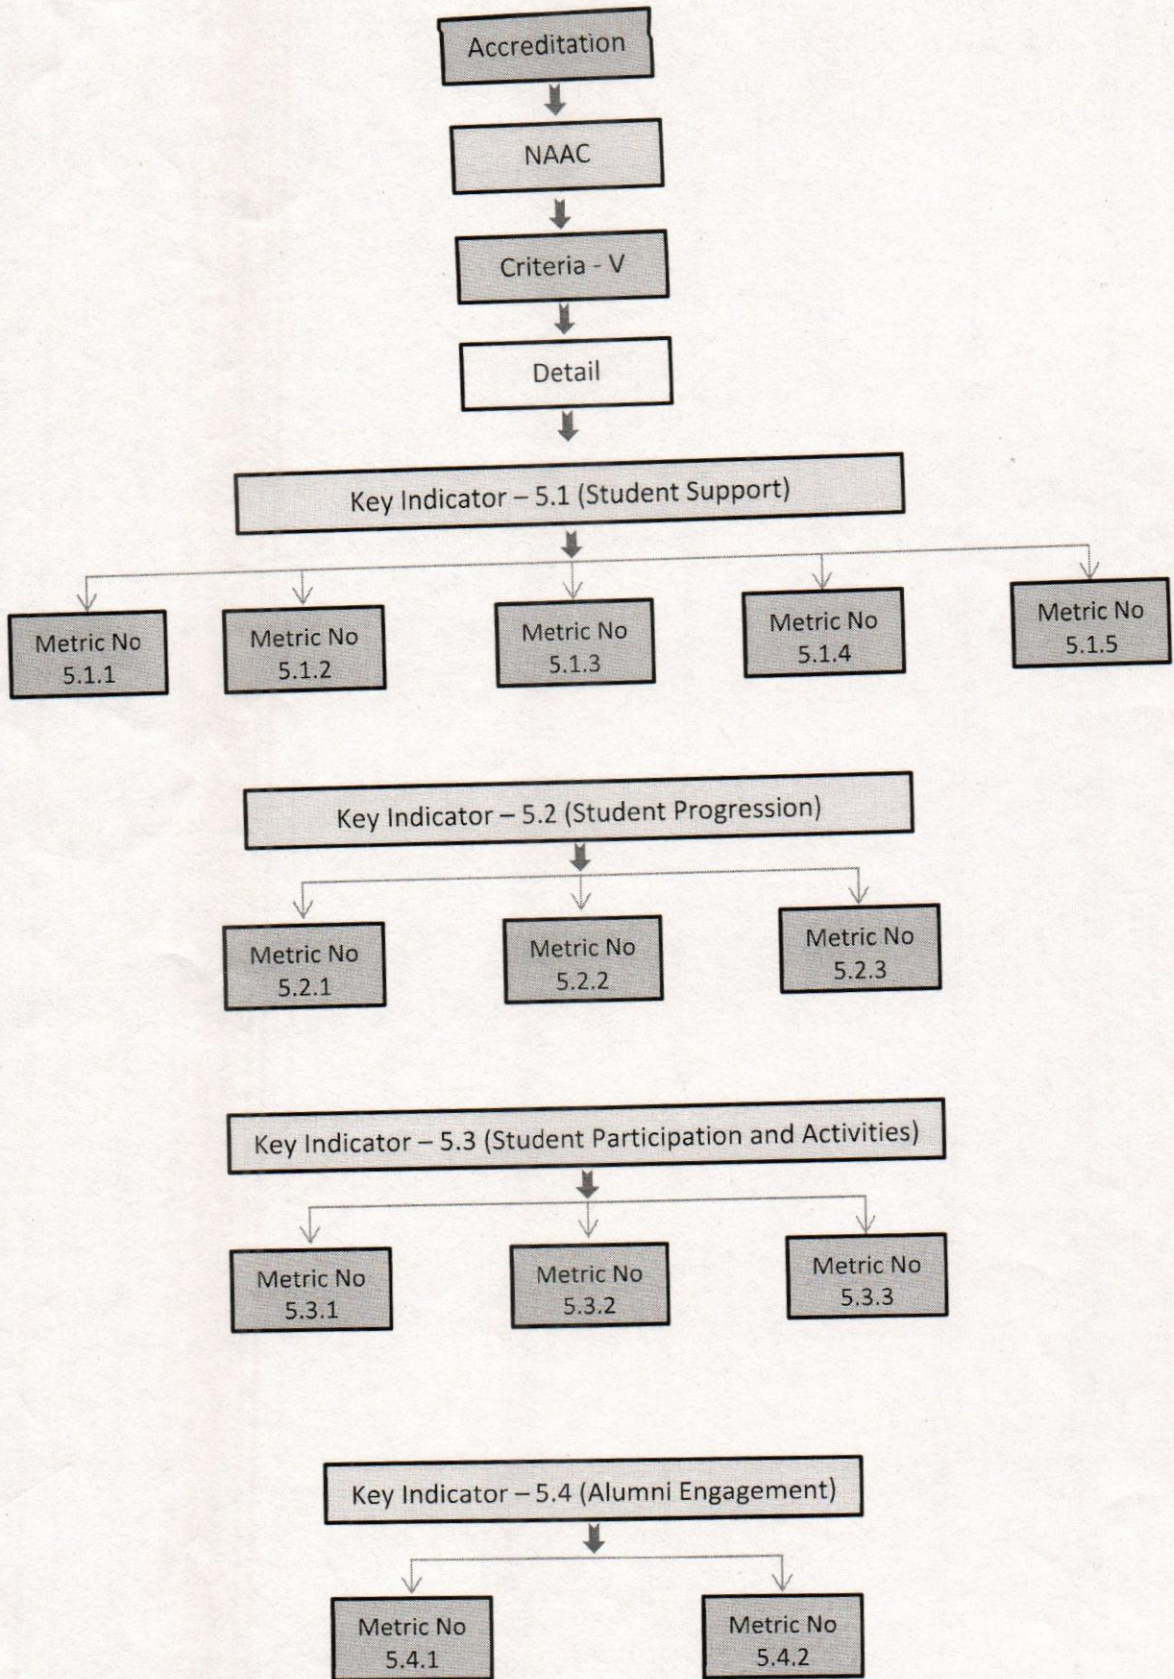 Accreditation
NAAC
Criteria - V
Detail
Key Indicator – 5.1 (Student Support)
Metric No
5.1.1
Metric No
5.1.2
Metric No
5.1.3
Metric No
5.1.4
Metric No
5.1.5
Key Indicator – 5.2 (Student Progression)
Metric No
5.2.1
Metric No
5.2.2
Metric No
5.2.3
Key Indicator – 5.3 (Student Participation and Activities)
Metric No
5.3.1
Metric No
5.3.2
Metric No
5.3.3
Key Indicator – 5.4 (Alumni Engagement)
Metric No
5.4.1
Metric No
5.4.2